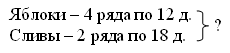 Яблоки – 4 ряда по 12 д.
Сливы – 2 ряда по 18 д.
?